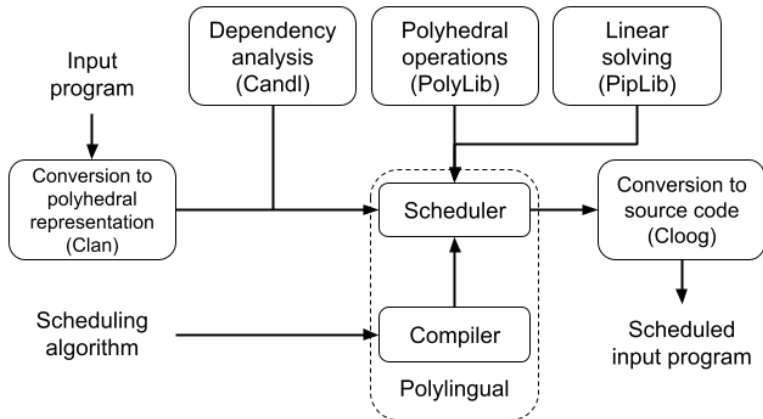 Dependency
analysis
(Candl)
Polyhedral
operations
(PolyLib)
Linear
solving
(PipLib)
Input
program
Conversion to
polyhedral
representation
(Clan)
Scheduler
Conversion to
source code
(Cloog)
Scheduling
algorithm
Compiler
Polylingual
Scheduled
input program